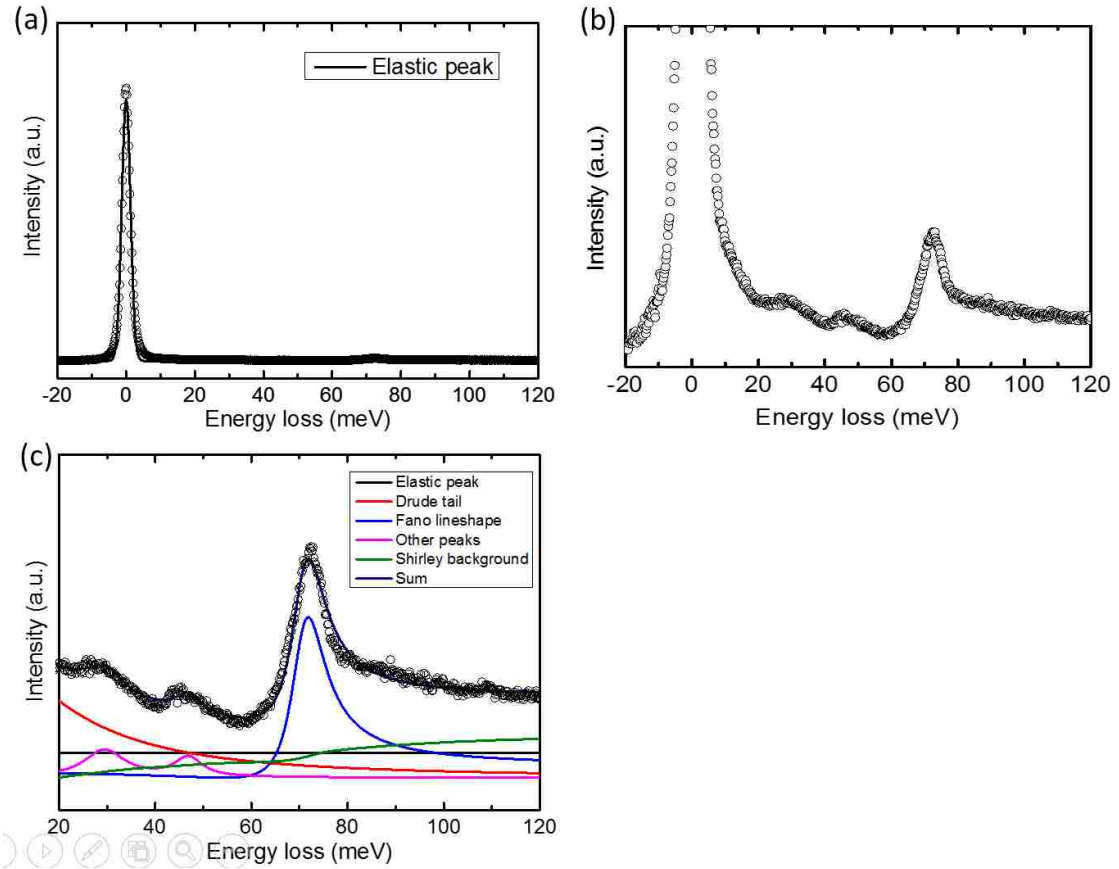 (a)
Elastic peak
Intensity (a.u.)
-20 0 20 40 60 80 100 120
Energy loss (meV)
(b)
Intensity (a.u.)
-20 0 20 40 60 80 100 120
Energy loss (meV)
(c)
Elastic peak
Drude tail
Fano lineshape
Other peaks
Shirley background
Sum
Intensity (a.u.)
20 40 60 80 100 120
Energy loss (meV)